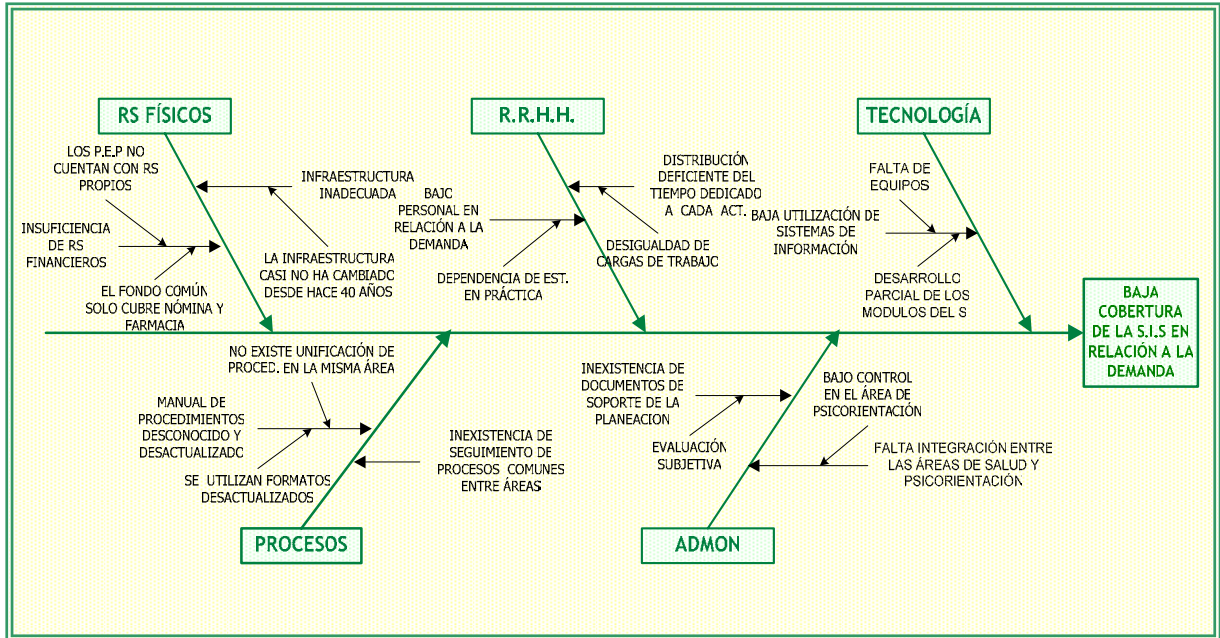 RS FÍSICOS
LOS P.E.P NO
CUENTAN CON RS
PROPIOS
INSUFICIENCIA
DE RS
FINANCIEROS
EL FONDO COMÚN
SOLO CUBRE NÓMINA Y
FARMACIA
INFRAESTRUCTURA
INADECUADA
LA INFRAESTRUCTURA
CASI NO HA CAMBIADO
DESDE HACE 40 AÑOS
R.R.H.H.
BAJO
PERSONAL EN
RELACIÓN A LA
DEMANDA
DEPENDENCIA DE EST.
EN PRÁCTICA
DISTRIBUCIÓN
DEFICIENTE DEL
TIEMPO DEDICADO
A CADA ACT.
DESIGUALDAD DE
CARGAS DE TRABAJO
TECNOLOGÍA
FALTA DE
EQUIPOS
BAJA UTILIZACIÓN DE
SISTEMAS DE
INFORMACIÓN
DESARROLLO
PARCIAL DE LOS
MODULOS DEL S
BAJA
COBERTURA
DE LA S.I.S EN
RELACIÓN A LA
DEMANDA
NO EXISTE UNIFICACIÓN DE
PROCED. EN LA MISMA ÁREA
MANUAL DE
PROCEDIMIENTOS
DESCONOCIDO Y
DESACTUALIZADO
SE UTILIZAN FORMATOS
DESACTUALIZADOS
INEXISTENCIA DE
SEGUIMIENTO DE
PROCESOS COMUNES
ENTRE ÁREAS
PROCESOS
INEXISTENCIA DE
DOCUMENTOS DE
SOPORTE DE LA
PLANEACION
EVALUACIÓN
SUBJETIVA
BAJO CONTROL
EN EL ÁREA DE
PSICORIENTACIÓN
FALTA INTEGRACIÓN ENTRE
LAS ÁREAS DE SALUD Y
PSICORIENTACIÓN
ADMON